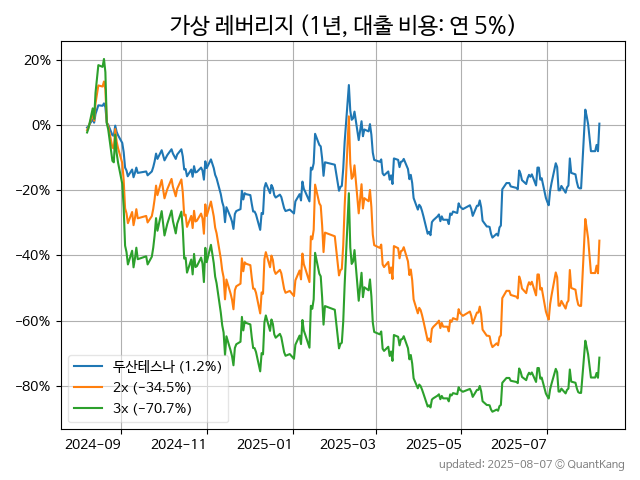 가상 레버리지 (1년, 대출 비용: 연 5%)
20%
0%
−20%
−40%
−60%
−80%
두산테스나 (1.2%)
2x (−34.5%)
3x (−70.7%)
2024-09 2024-11 2025-01 2025-03 2025-05 2025-07
updated: 2025-08-07 © QuantKang